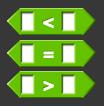 <
=
>